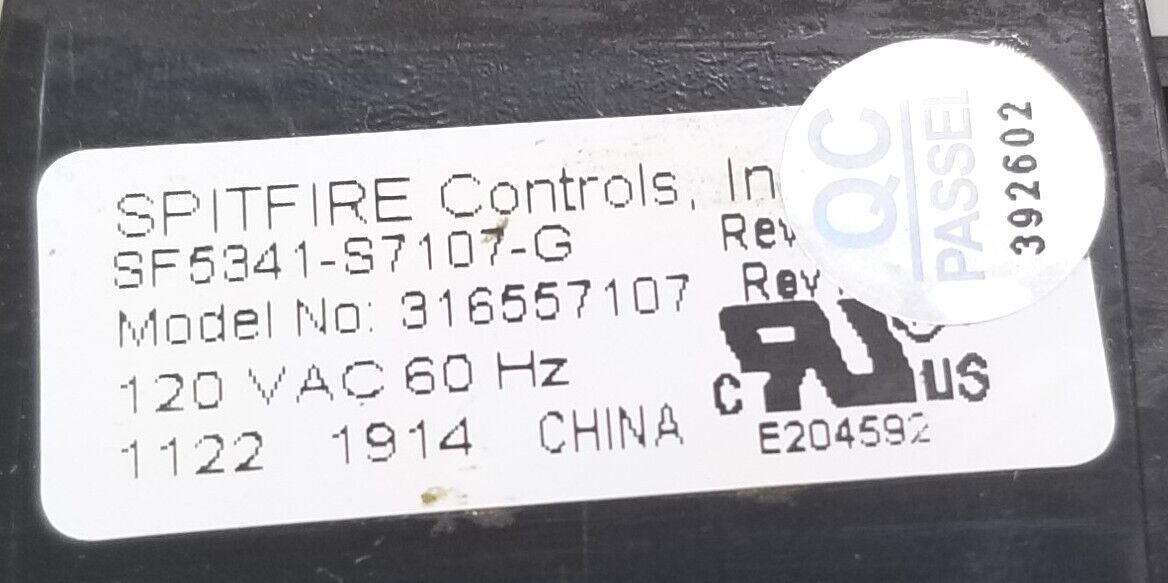 SPITFIRE Controls, In
SF5341-S7107-G Rev
Model No: 316557107 Rev
120 VAC 60 Hz
c RU US
1122 1914 CHINA E204592
QC
PASSED
392602